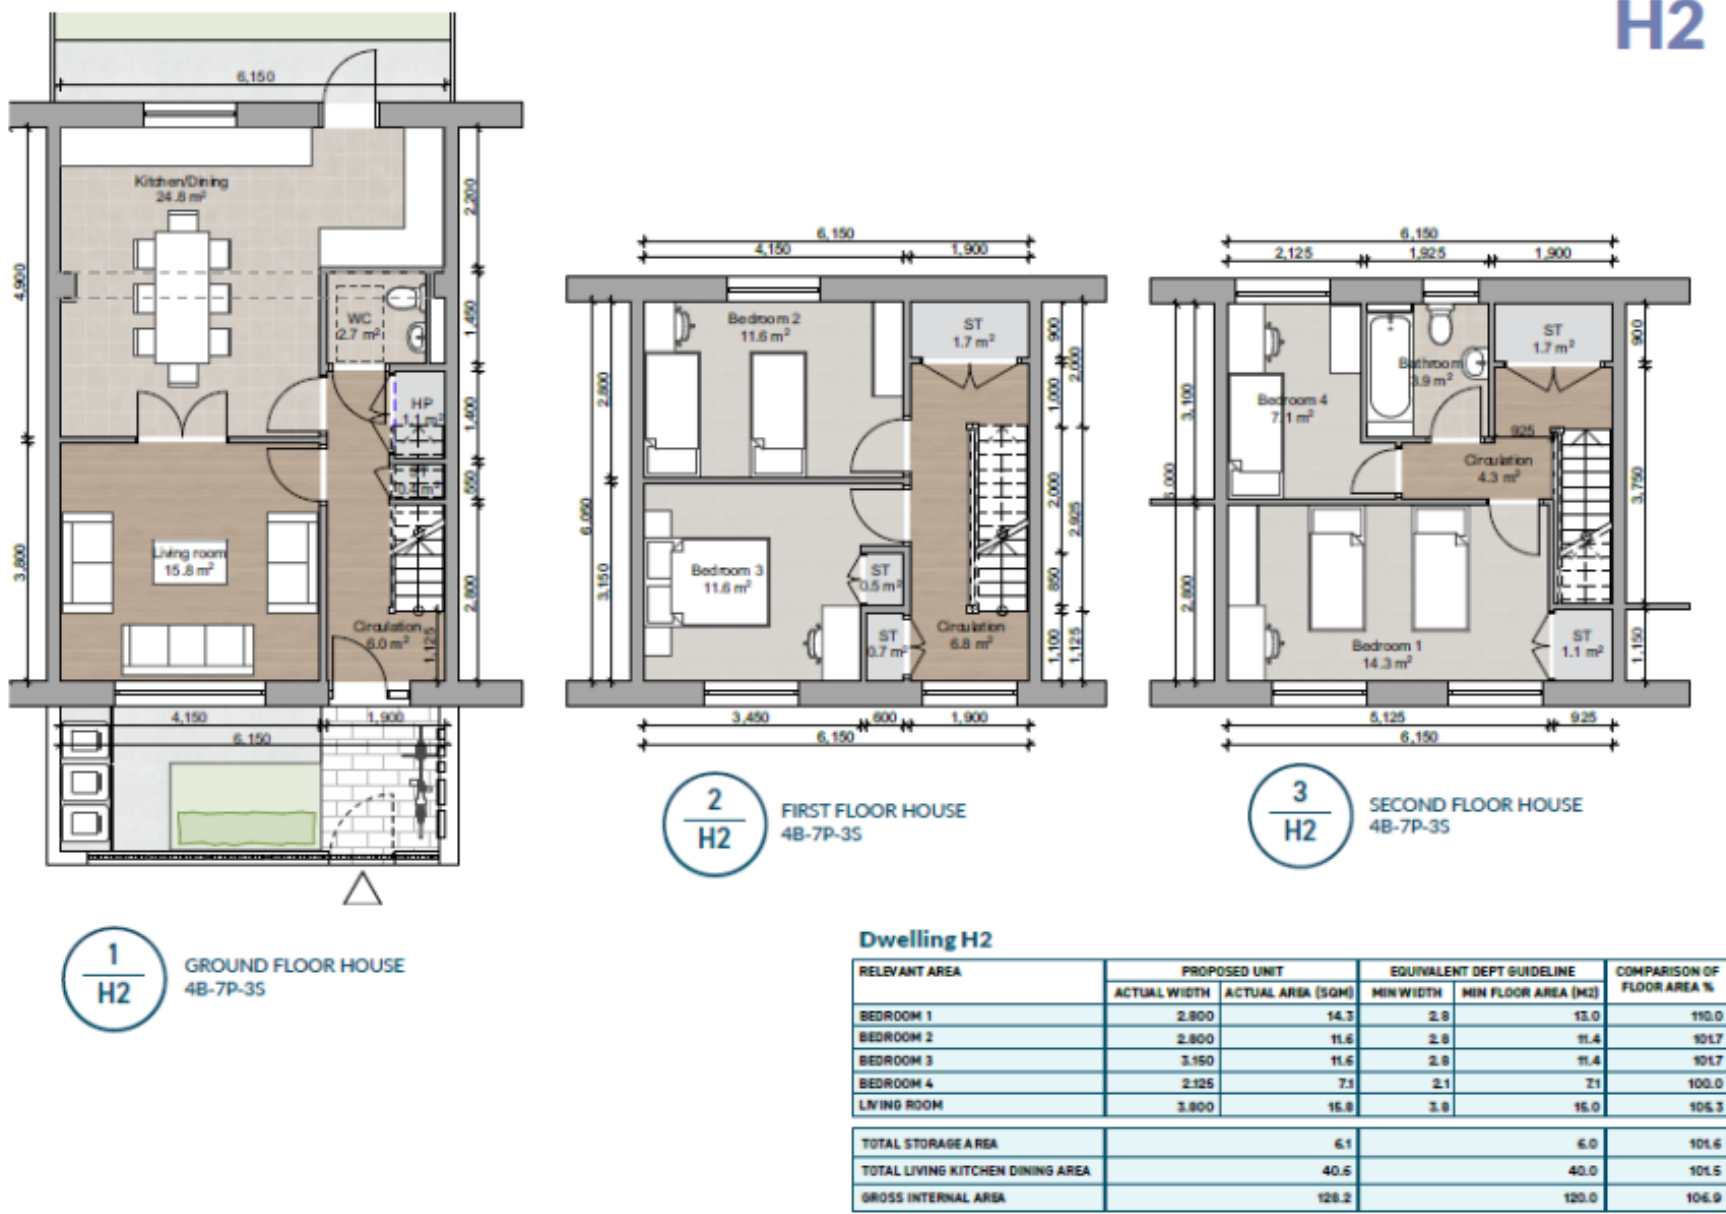 H2
6,150
Kitchen/Dining
24.8 m²
2,200
4,900
1,450
WC
2.7 m²
HP
1.1 m²
1,400
ST
0.4 m²
550
3,800
Living room
15.8 m²
2,800
Circulation
6.0 m²
1,125
4,150
1,900
6,150
1
H2
GROUND FLOOR HOUSE
4B-7P-3S
6,150
4,150
1,900
Bedroom 2
11.6 m²
ST
1.7 m²
900
2,000
2,800
1,000
6,050
2,000
2,925
3,150
Bedroom 3
11.6 m²
ST
0.5 m²
850
ST
0.7 m²
Circulation
6.8 m²
1,100
1,125
3,450
600
1,900
6,150
2
H2
FIRST FLOOR HOUSE
4B-7P-3S
6,150
2,125
1,925
1,900
ST
1.7 m²
900
Bathroom
3.9 m²
3,100
Bedroom 4
7.1 m²
925
Circulation
4.3 m²
3,750
2,800
Bedroom 1
14.3 m²
ST
1.1 m²
1,150
5,125
925
6,150
3
H2
SECOND FLOOR HOUSE
4B-7P-3S
Dwelling H2
RELEVANT AREA PROPOSED UNIT EQUIVALENT DEPT GUIDELINE COMPARISON OF FLOOR AREA %
ACTUAL WIDTH ACTUAL AREA (SQM) MIN WIDTH MIN FLOOR AREA (M2)
BEDROOM 1 2.800 14.3 2.8 13.0 110.0
BEDROOM 2 2.800 11.6 2.8 11.4 101.7
BEDROOM 3 3.150 11.6 2.8 11.4 101.7
BEDROOM 4 2.125 7.1 2.1 7.1 100.0
LIVING ROOM 3.800 15.8 3.8 15.0 105.3
TOTAL STORAGE AREA 6.1 6.0 101.6
TOTAL LIVING KITCHEN DINING AREA 40.6 40.0 101.5
GROSS INTERNAL AREA 128.2 120.0 106.9